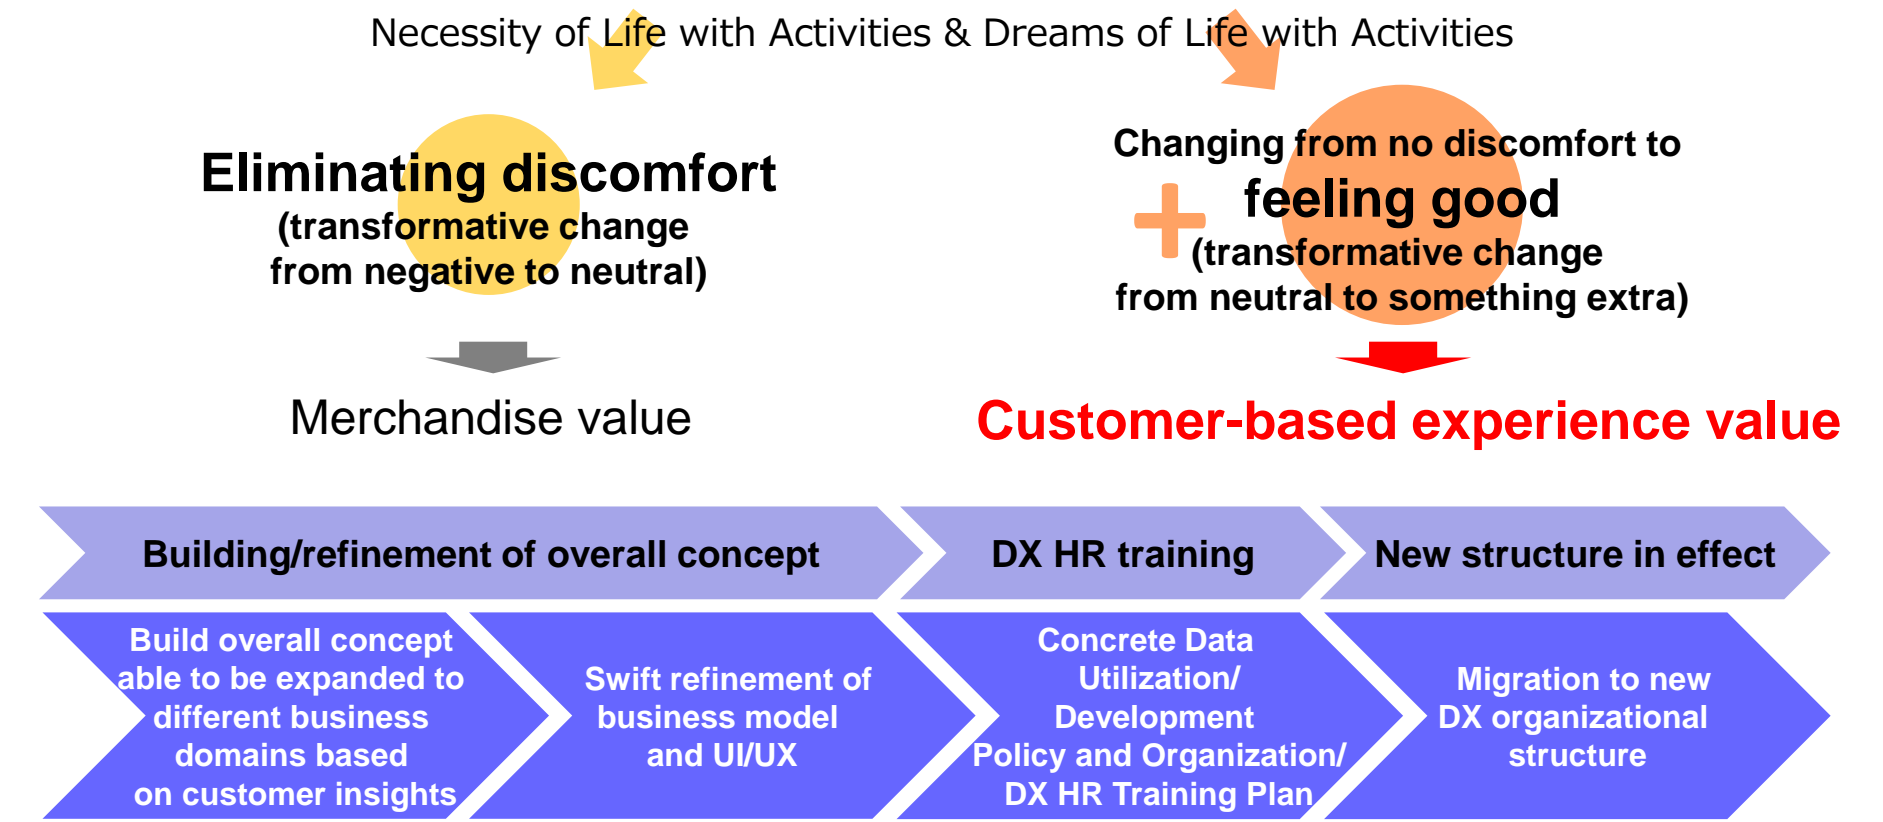 Necessity of Life with Activities & Dreams of Life with Activities
Eliminating discomfort
(transformative change
from negative to neutral)
Merchandise value
+
Changing from no discomfort to
feeling good
(transformative change
from neutral to something extra)
Customer-based experience value
Building/refinement of overall concept
DX HR training
New structure in effect
Build overall concept
able to be expanded to
different business
domains based
on customer insights
Swift refinement of
business model
and UI/UX
Concrete Data
Utilization/
Development
Policy and Organization/
DX HR Training Plan
Migration to new
DX organizational
structure